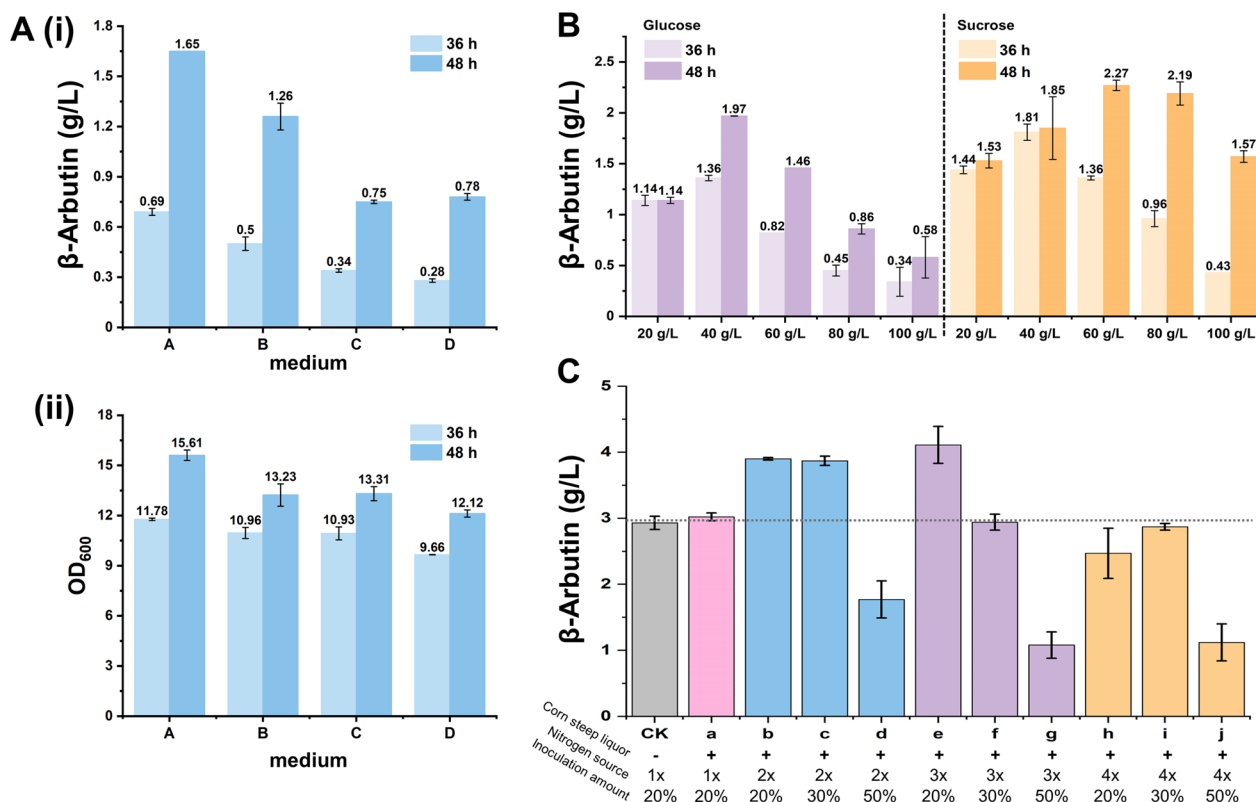 A (i)
β-Arbutin (g/L)
1.8
1.5
1.2
0.9
0.6
0.3
0
36 h
48 h
0.69
1.65
0.5
1.26
0.34
0.75
0.28
0.78
A B C D
medium
(ii)
OD600
18
15
12
9
6
3
0
36 h
48 h
11.78
15.61
10.96
13.23
10.93
13.31
9.66
12.12
A B C D
medium
B
β-Arbutin (g/L)
2.5
2
1.5
1
0.5
0
Glucose
36 h
48 h
1.14
1.14
1.36
1.97
0.82
1.46
0.45
0.86
0.34
0.58
20 g/L 40 g/L 60 g/L 80 g/L 100 g/L
Sucrose
36 h
48 h
1.44
1.53
1.81
1.85
1.36
2.27
0.96
2.19
0.43
1.57
20 g/L 40 g/L 60 g/L 80 g/L 100 g/L
C
β-Arbutin (g/L)
5
4
3
2
1
0
CK a b c d e f g h i j
Corn steep liquor - + + + + + + + + + +
Nitrogen source 1x 1x 2x 2x 2x 3x 3x 3x 4x 4x 4x
Inoculation amount 20% 20% 20% 30% 50% 20% 30% 50% 20% 30% 50%